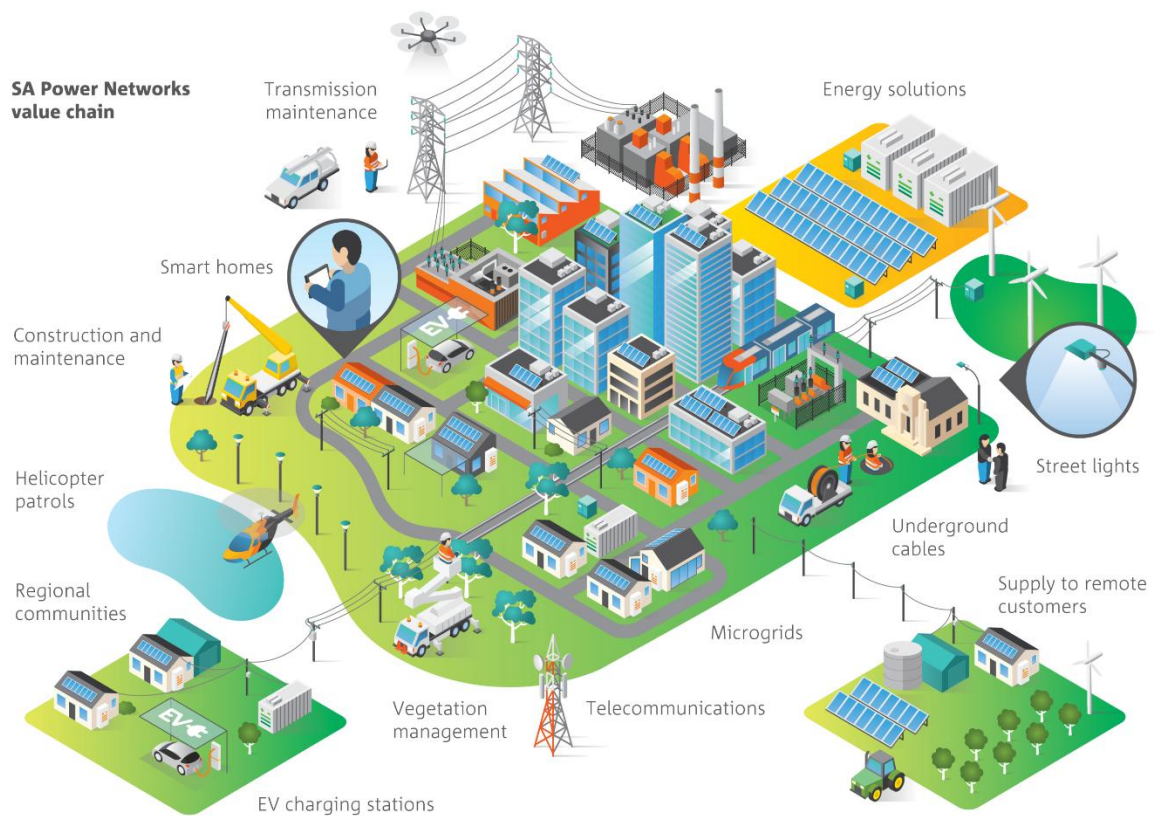 SA Power Networks
value chain
Transmission
maintenance
Energy solutions
Smart homes
Construction and
maintenance
EV
Helicopter
patrols
Street lights
Underground
cables
Regional
communities
Supply to remote
customers
Microgrids
Vegetation
management
Telecommunications
EV
EV charging stations